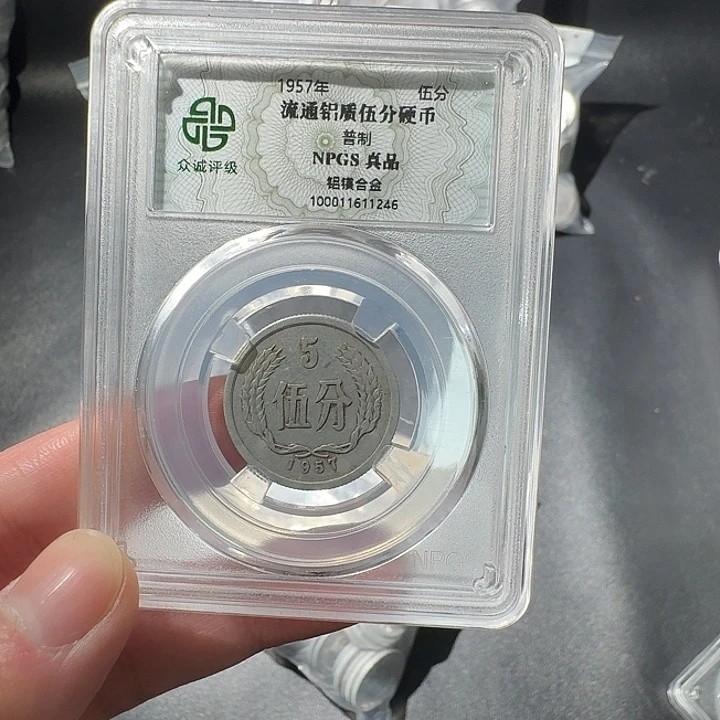 1957年 伍分
流通铝质伍分硬币
普制
NPGS 真品
铝镁合金
100011611246
众诚评级
5
伍分
1957
NPGS